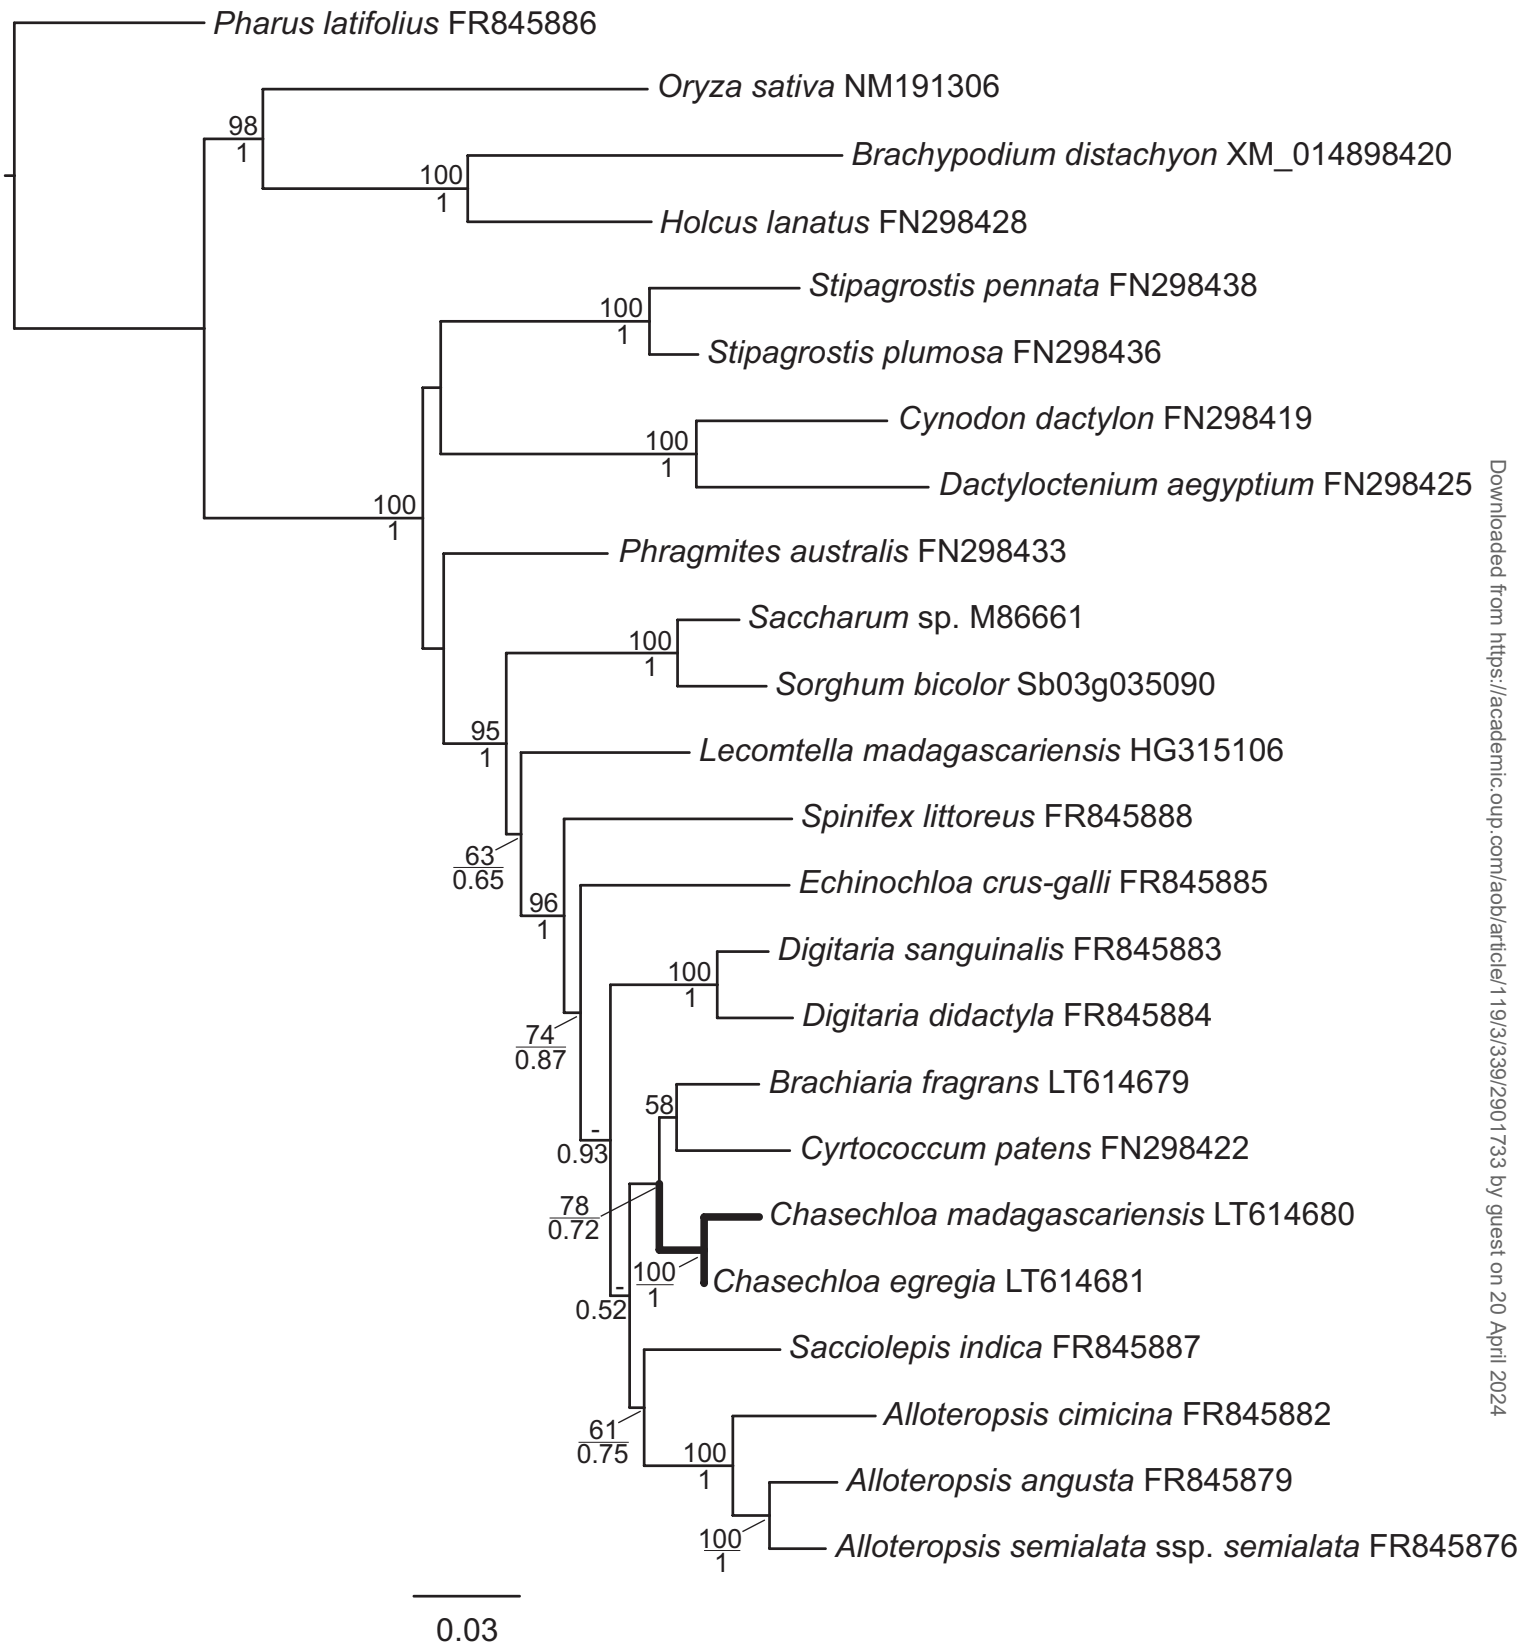 Pharus latifolius FR845886
Oryza sativa NM191306
98
1
Brachypodium distachyon XM_014898420
100
1
Holcus lanatus FN298428
Stipagrostis pennata FN298438
100
1
Stipagrostis plumosa FN298436
Cynodon dactylon FN298419
100
1
Dactyloctenium aegyptium FN298425
100
1
Phragmites australis FN298433
Saccharum sp. M86661
100
1
Sorghum bicolor Sb03g035090
95
1
Lecomtella madagascariensis HG315106
Spinifex littoreus FR845888
63
0.65
Echinochloa crus-galli FR845885
96
1
Digitaria sanguinalis FR845883
100
1
Digitaria didactyla FR845884
74
0.87
Brachiaria fragrans LT614679
58
-
0.93
Cyrtococcum patens FN298422
78
0.72
Chasechloa madagascariensis LT614680
100
1
Chasechloa egregia LT614681
-
0.52
Sacciolepis indica FR845887
Alloteropsis cimicina FR845882
61
0.75
100
1
Alloteropsis angusta FR845879
100
1
Alloteropsis semialata ssp. semialata FR845876
0.03
Downloaded from https://academic.oup.com/aob/article/119/3/339/2901733 by guest on 20 April 2024